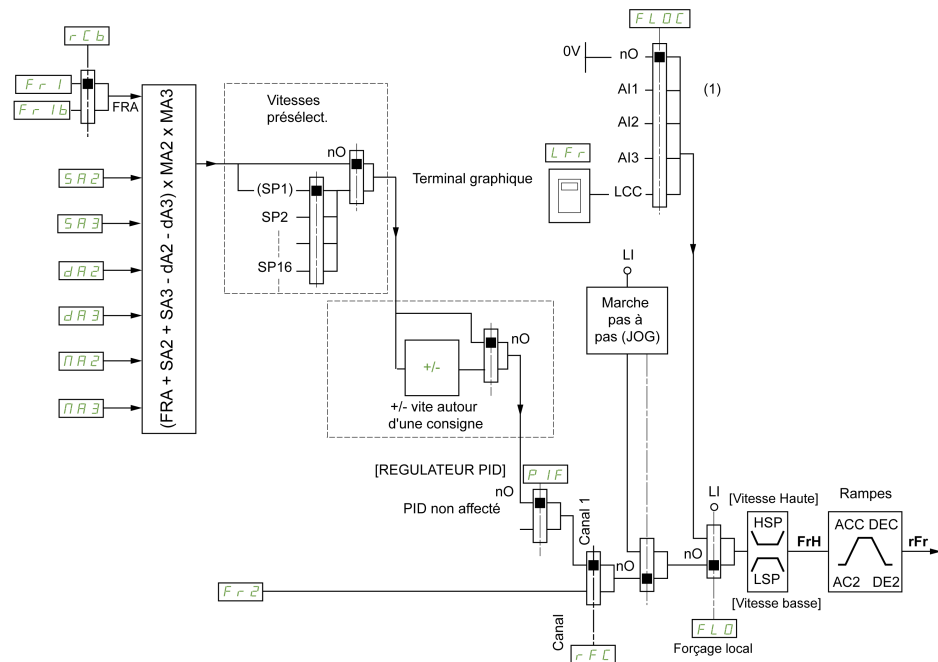 rCb
Fr1
Fr1b
FRA
SA2
SA3
dA2
dA3
MA2
MA3
(FRA + SA2 + SA3 - dA2 - dA3) x MA2 x MA3
Vitesses
présélect.
nO
(SP1)
SP2
SP16
+/-
nO
+/- vite autour
d'une consigne
FLOC
0V
nO
AI1
AI2
AI3
LCC
(1)
LFr
Terminal graphique
LI
Marche
pas à
pas (JOG)
[REGULATEUR PID]
PIF
nO
PID non affecté
Canal 1
Fr2
Canal
rFC
nO
LI
nO
FLO
Forçage local
[Vitesse Haute]
HSP
LSP
[Vitesse basse]
FrH
Rampes
ACC DEC
AC2 DE2
rFr